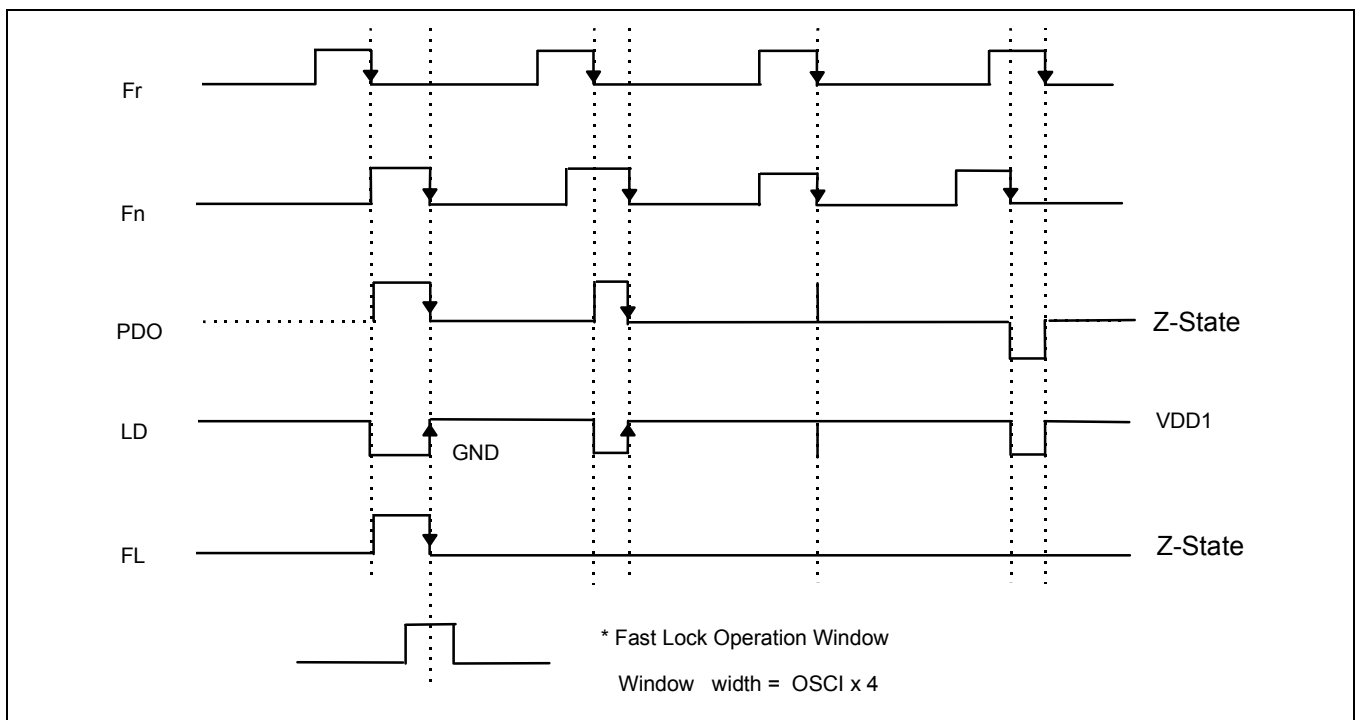 Fr
Fn
PDO
Z-State
LD
GND
VDD1
FL
Z-State
* Fast Lock Operation Window
Window width = OSCI x 4